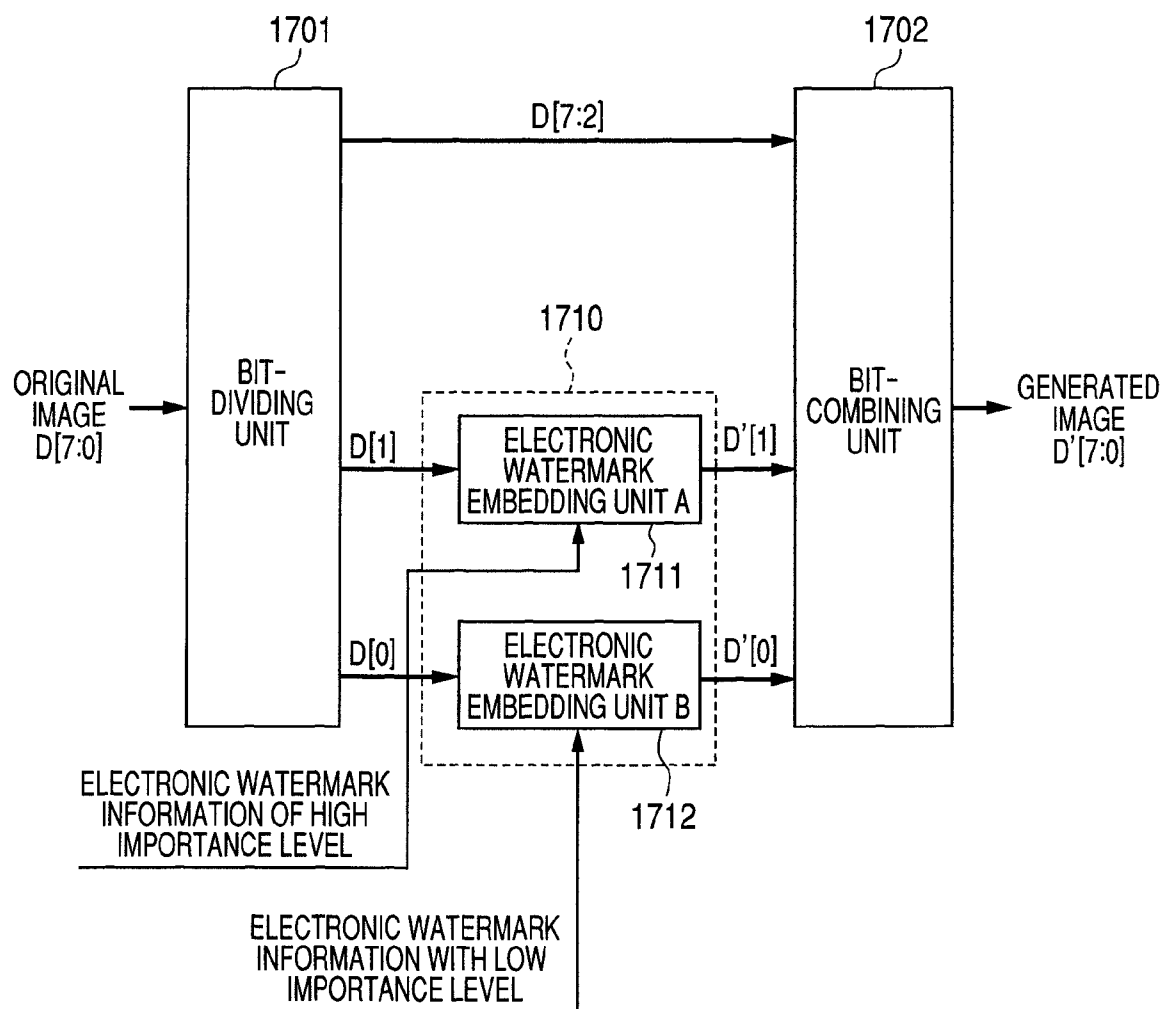 1701
1702
D[7:2]
1710
ORIGINAL
IMAGE
D[7:0]
BIT-
DIVIDING
UNIT
BIT-
COMBINING
UNIT
GENERATED
IMAGE
D'[7:0]
D[1]
ELECTRONIC
WATERMARK
EMBEDDING UNIT A
D'[1]
1711
D[0]
ELECTRONIC
WATERMARK
EMBEDDING UNIT B
D'[0]
1712
ELECTRONIC WATERMARK
INFORMATION OF HIGH
IMPORTANCE LEVEL
ELECTRONIC WATERMARK
INFORMATION WITH LOW
IMPORTANCE LEVEL